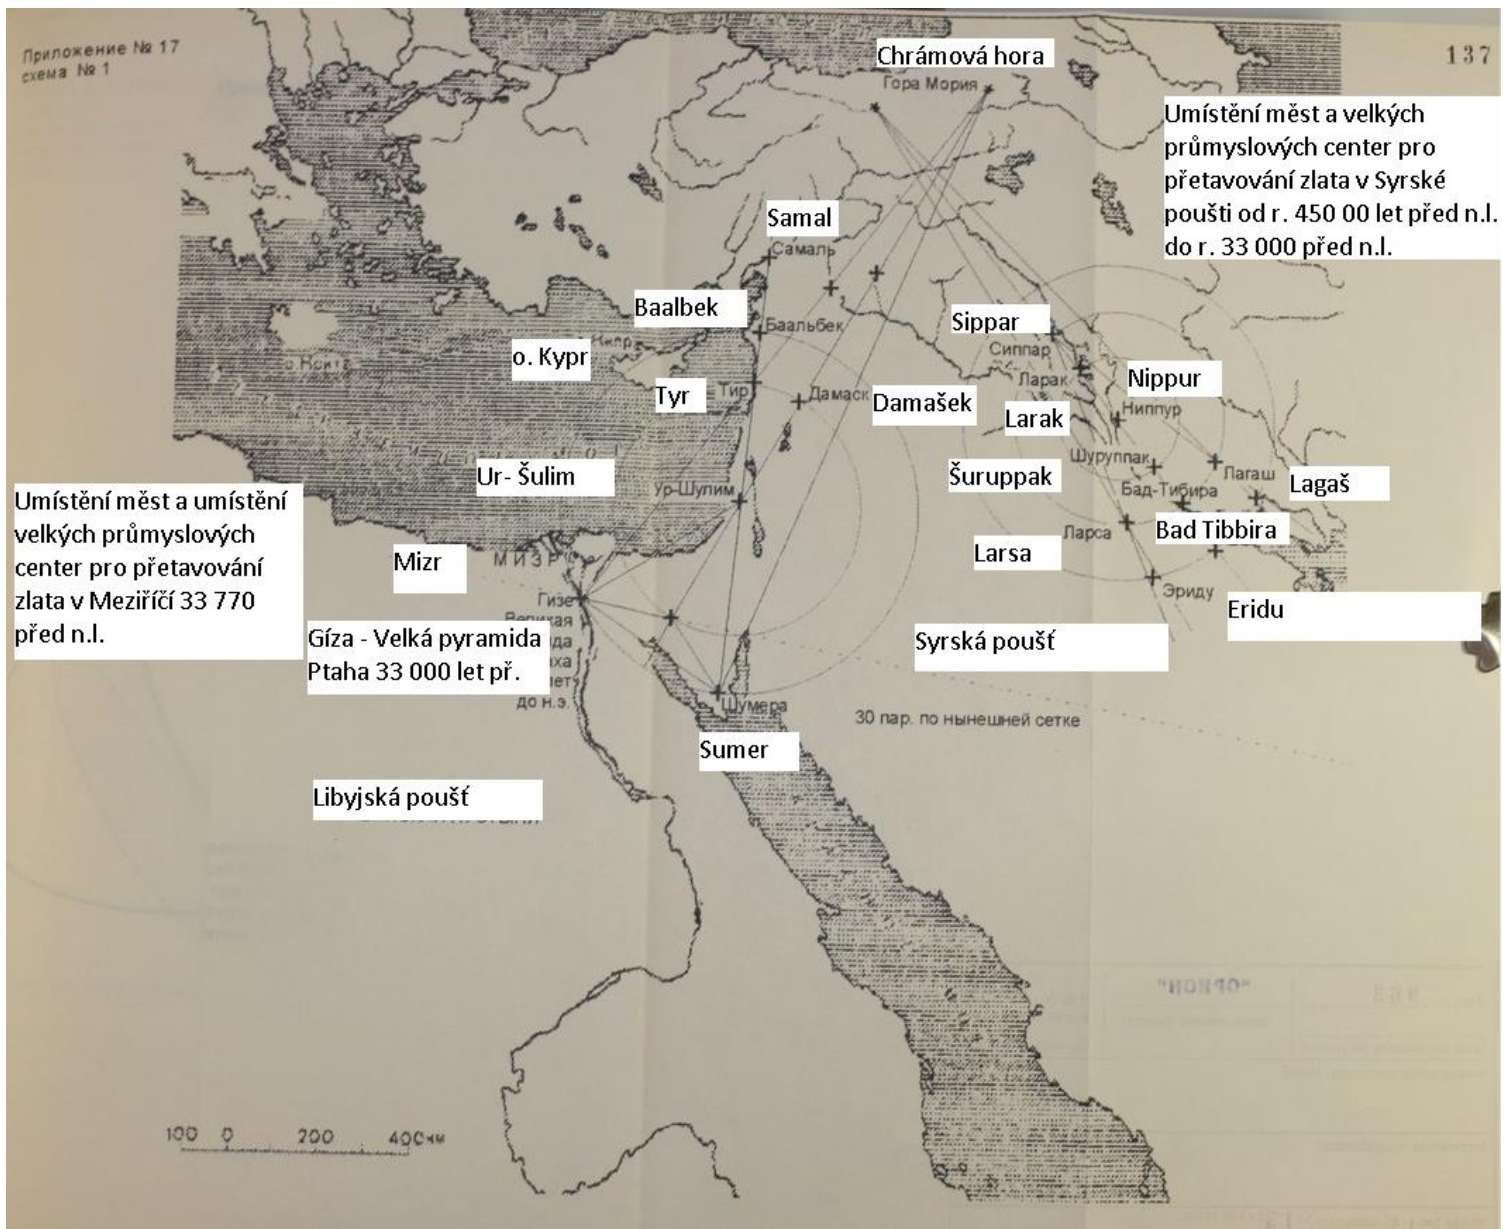 Приложение № 17
схема № 1
137
Chrámová hora
Гора Мория
Umístění měst a velkých
průmyslových center pro
přetavování zlata v Syrské
poušti od r. 450 00 let před n.l.
do r. 33 000 před n.l.
Samal
Самаль
Baalbek
Баальбек
Sippar
Сиппар
о. Kypr
Tyr
Тир
Дамаск
Damašek
Ларак
Larak
Nippur
Ниппур
Ur- Šulim
Ур-Шулим
Шуруппак
Šuruppak
Лагаш
Lagaš
Бад-Тибира
Bad Tibbira
Ларса
Larsa
Umístění měst a umístění
velkých průmyslových
center pro přetavování
zlata v Meziříčí 33 770
před n.l.
Mizr
МИЗР
Гизе
Великая
Эриду
Eridu
Gíza - Velká pyramida
Ptaha 33 000 let př.
до н.э.
Syrská poušť
Шумера
Sumer
30 пар. по нынешней сетке
Libyjská poušť
"ОРИОН"
100 0 200 400 км